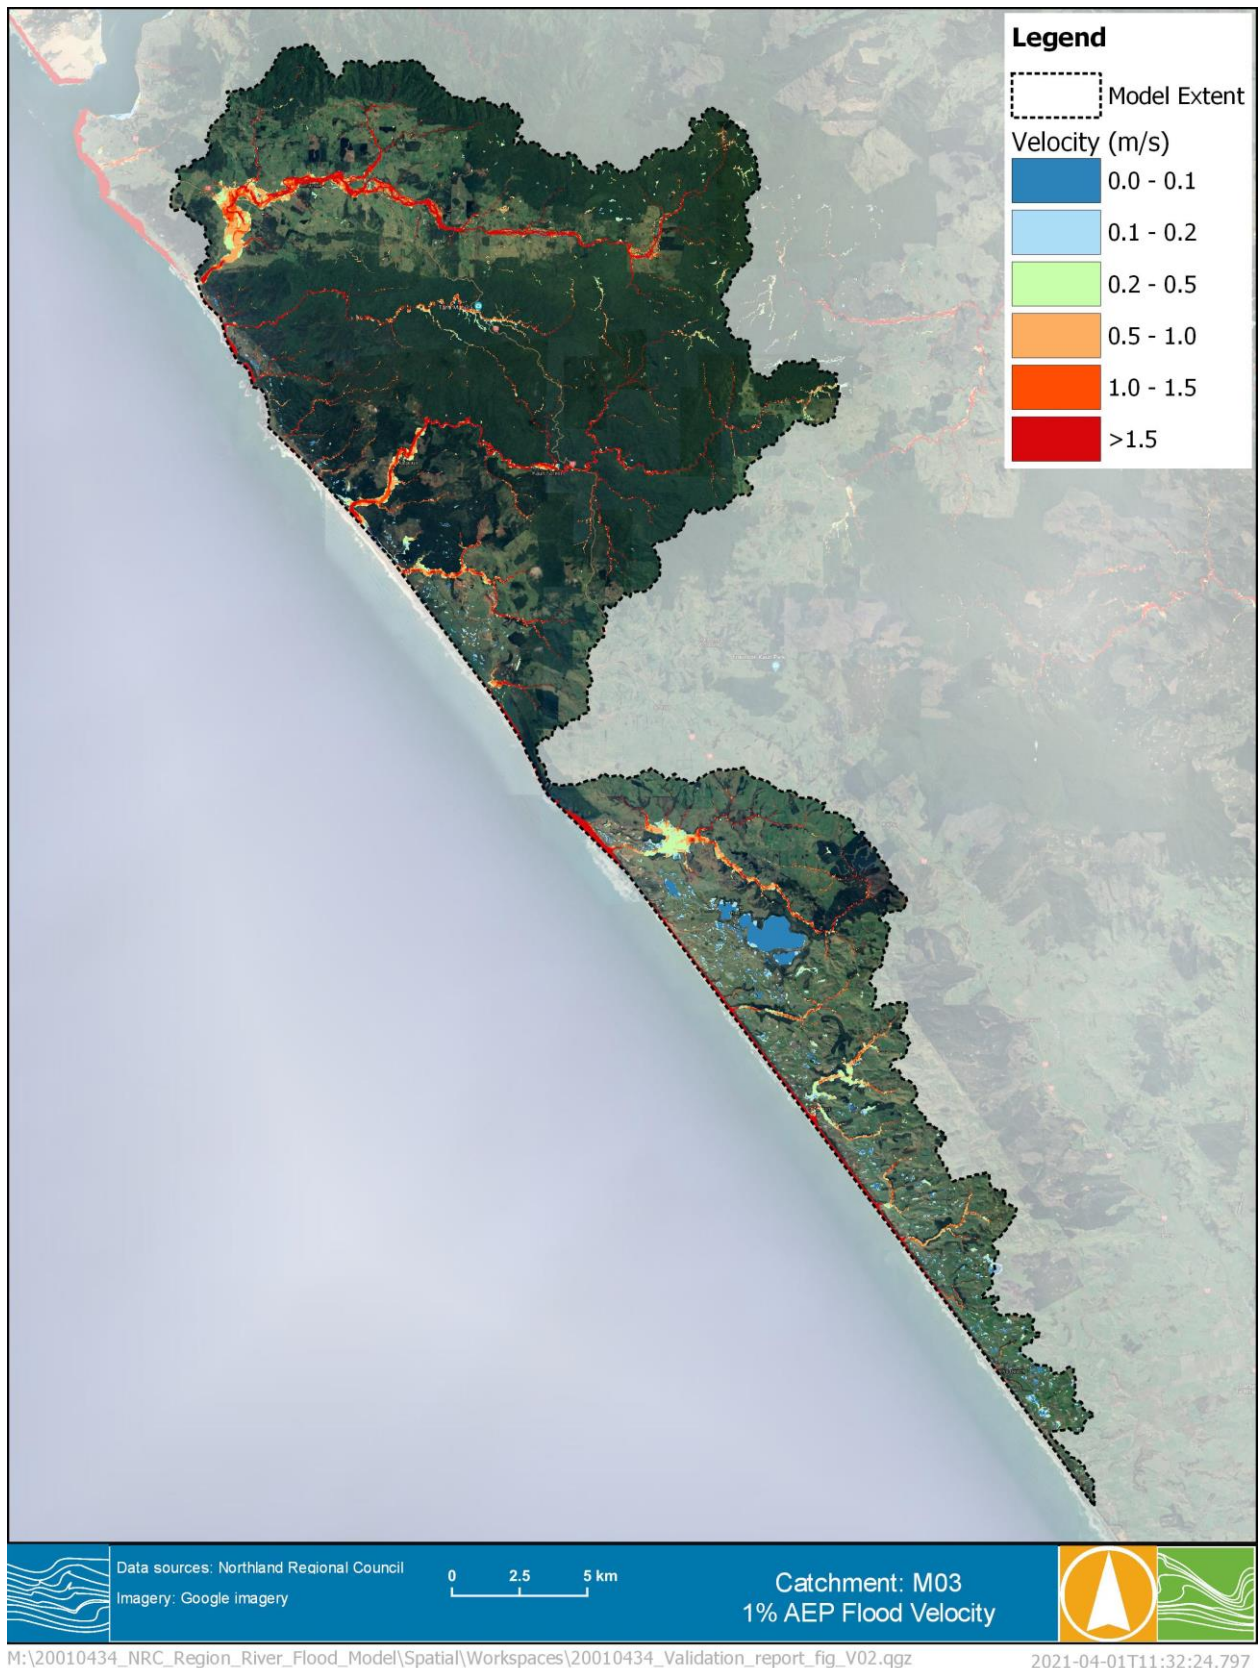 Legend
Model Extent
Velocity (m/s)
0.0 - 0.1
0.1 - 0.2
0.2 - 0.5
0.5 - 1.0
1.0 - 1.5
>1.5
Data sources: Northland Regional Council
Imagery: Google imagery
0 2.5 5 km
Catchment: M03
1% AEP Flood Velocity
M:\20010434_NRC_Region_River_Flood_Model\Spatial\Workspaces\20010434_Validation_report_fig_V02.qgz
2021-04-01T11:32:24.797